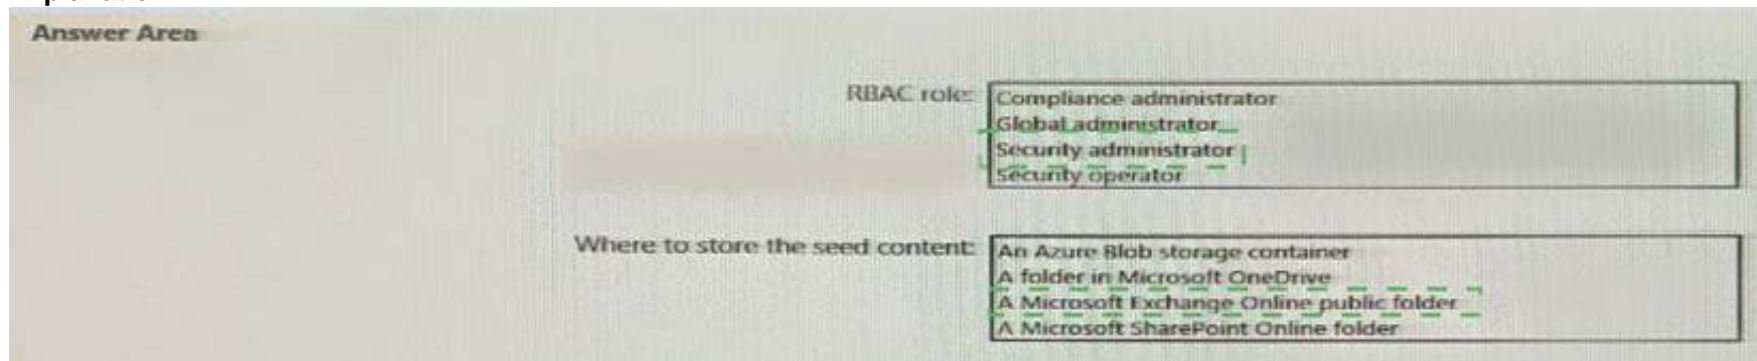 Answer Area
RBAC role:
Compliance administrator
Global administrator
Security administrator
Security operator
Where to store the seed content:
An Azure Blob storage container
A folder in Microsoft OneDrive
A Microsoft Exchange Online public folder
A Microsoft SharePoint Online folder